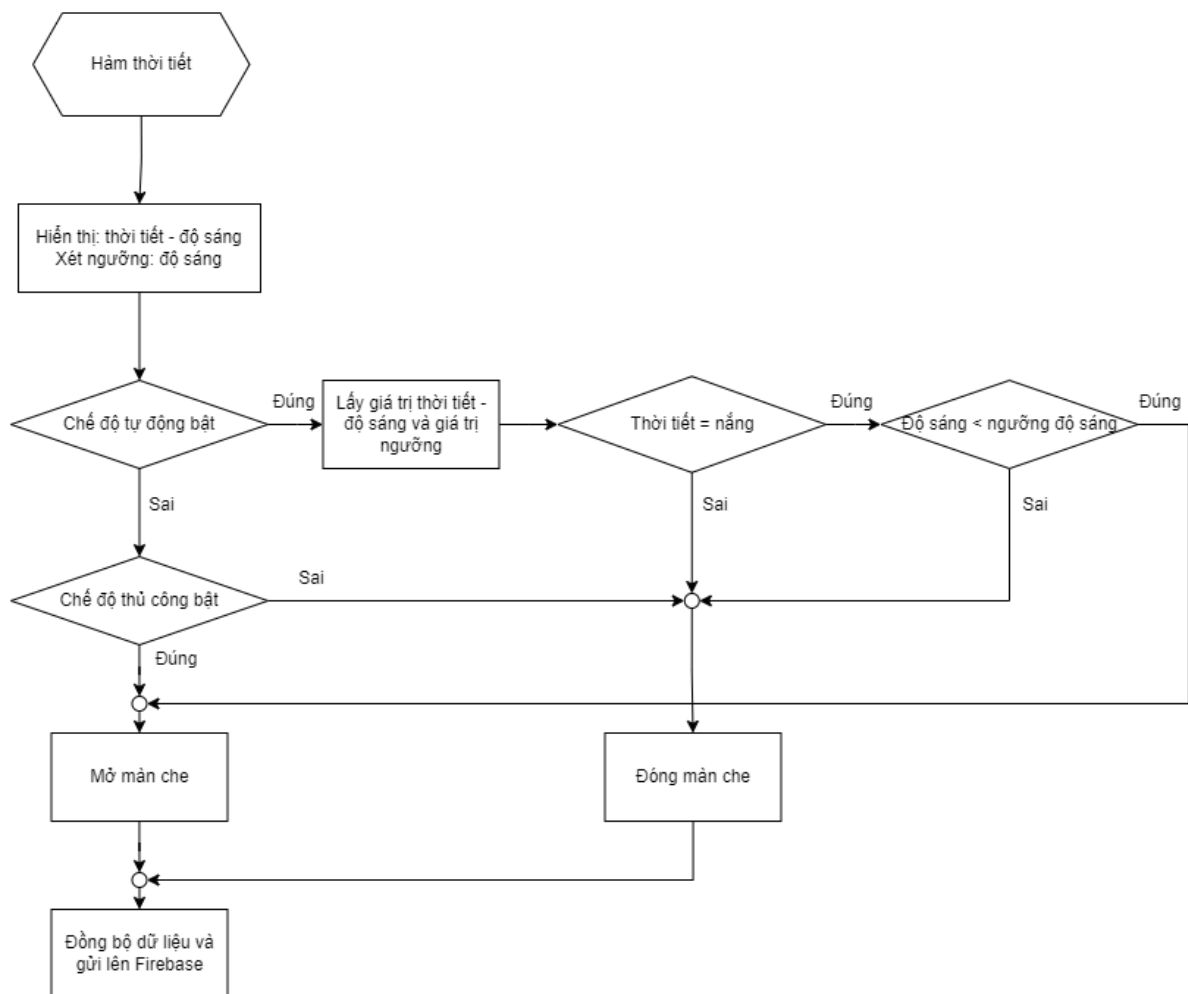 Hàm thời tiết
Hiển thị: thời tiết - độ sáng
Xét ngưỡng: độ sáng
Chế độ tự động bật
Đúng
Lấy giá trị thời tiết -
độ sáng và giá trị
ngưỡng
Thời tiết = nắng
Đúng
Độ sáng < ngưỡng độ sáng
Đúng
Sai
Sai
Sai
Chế độ thủ công bật
Sai
Đúng
Mở màn che
Đóng màn che
Đồng bộ dữ liệu và
gửi lên Firebase